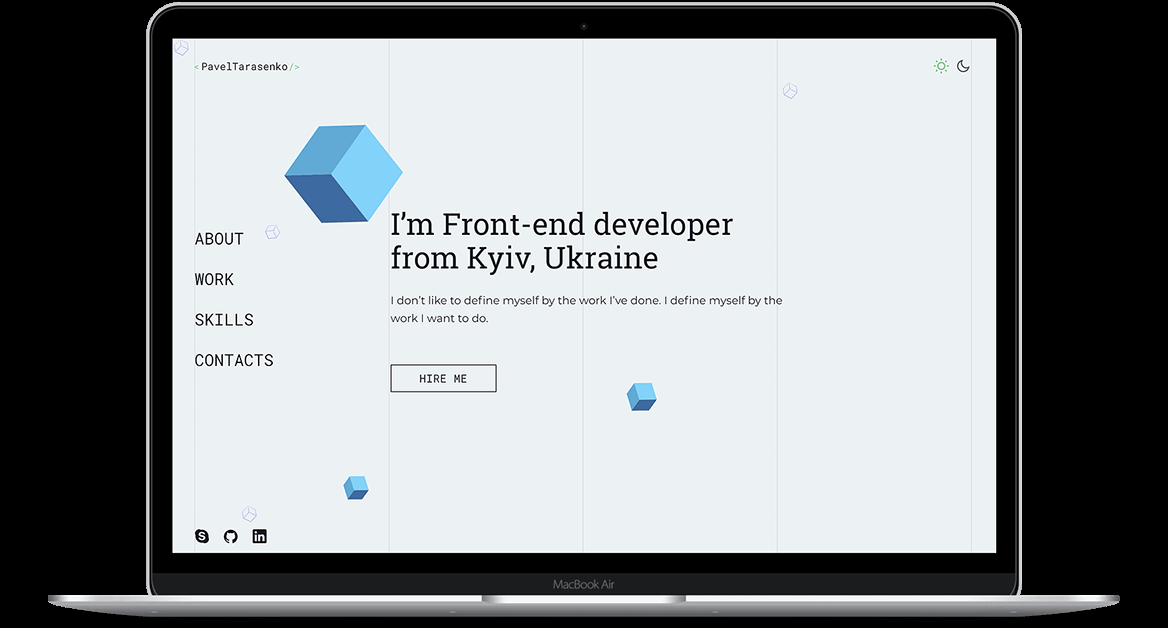 <PavelTarasenko/>
ABOUT
WORK
SKILLS
CONTACTS
I’m Front-end developer
from Kyiv, Ukraine
I don’t like to define myself by the work I’ve done. I define myself by the
work I want to do.
HIRE ME
MacBook Air